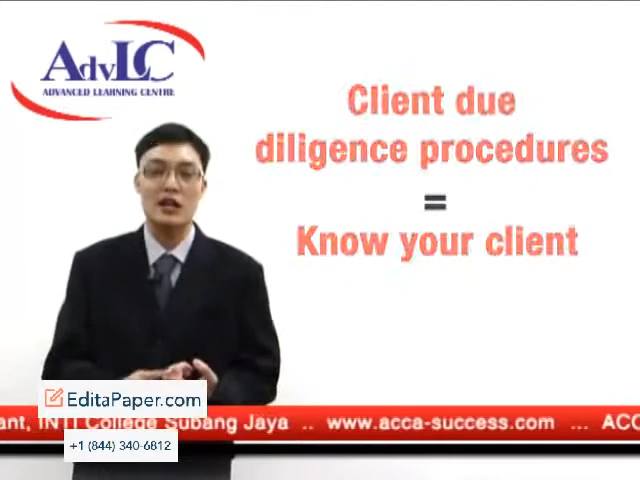 AdvLC
ADVANCED LEARNING CENTRE
Client due
diligence procedures
=
Know your client
EditaPaper.com
ant, INTI College Subang Jaya .. www.acca-success.com ... ACC
+1 (844) 340-6812